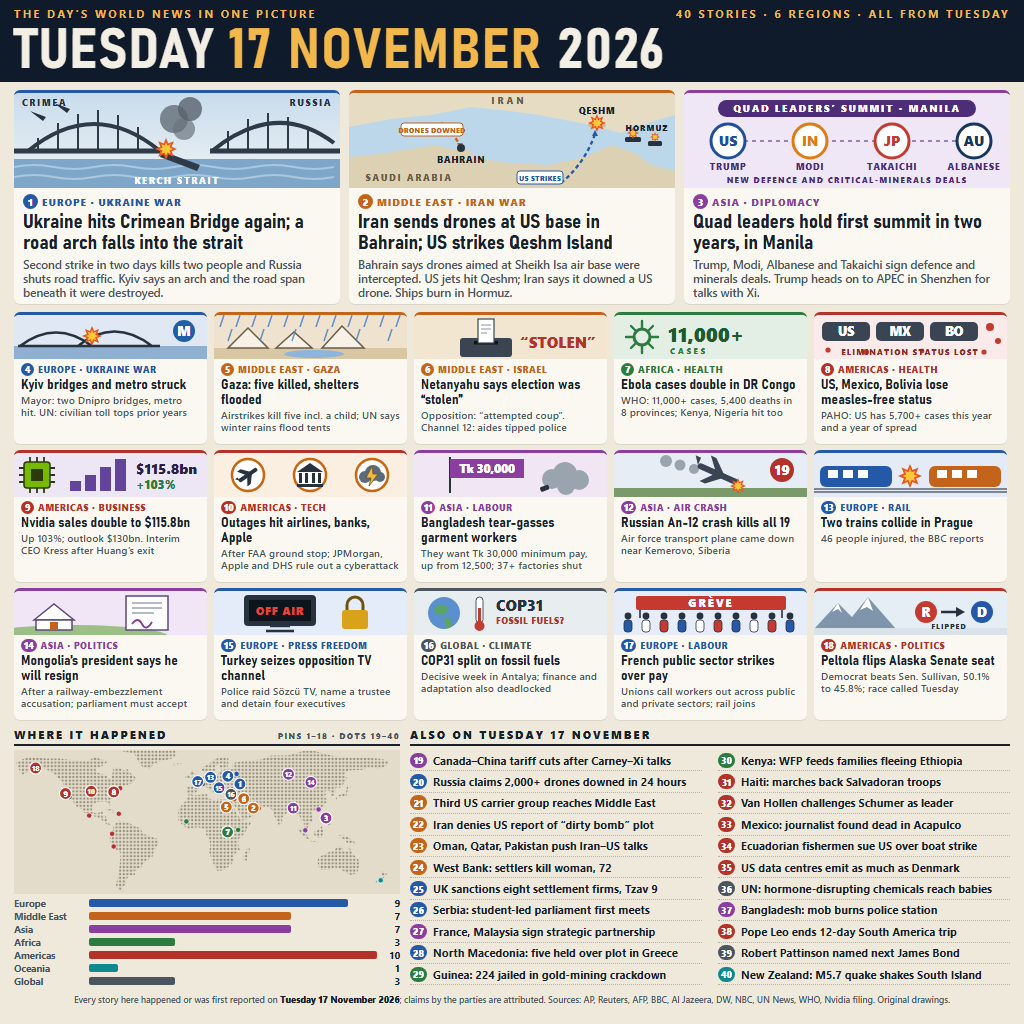 THE DAY'S WORLD NEWS IN ONE PICTURE
40 STORIES · 6 REGIONS · ALL FROM TUESDAY
TUESDAY 17 NOVEMBER 2026
CRIMEA
RUSSIA
KERCH STRAIT
1 EUROPE · UKRAINE WAR
Ukraine hits Crimean Bridge again; a
road arch falls into the strait
Second strike in two days kills two people and Russia
shuts road traffic. Kyiv says an arch and the road span
beneath it were destroyed.
IRAN
QESHM
HORMUZ
DRONES DOWNED
BAHRAIN
SAUDI ARABIA
US STRIKES
2 MIDDLE EAST · IRAN WAR
Iran sends drones at US base in
Bahrain; US strikes Qeshm Island
Bahrain says drones aimed at Sheikh Isa air base were
intercepted. US jets hit Qeshm; Iran says it downed a US
drone. Ships burn in Hormuz.
QUAD LEADERS' SUMMIT · MANILA
US IN JP AU
TRUMP MODI TAKAICHI ALBANESE
NEW DEFENCE AND CRITICAL-MINERALS DEALS
3 ASIA · DIPLOMACY
Quad leaders hold first summit in two
years, in Manila
Trump, Modi, Albanese and Takaichi sign defence and
minerals deals. Trump heads on to APEC in Shenzhen for
talks with Xi.
M
4 EUROPE · UKRAINE WAR
Kyiv bridges and metro struck
Mayor: two Dnipro bridges, metro
hit. UN: civilian toll tops prior years
5 MIDDLE EAST · GAZA
Gaza: five killed, shelters
flooded
Airstrikes kill five incl. a child; UN says
winter rains flood tents
“STOLEN”
6 MIDDLE EAST · ISRAEL
Netanyahu says election was
“stolen”
Opposition: “attempted coup”.
Channel 12: aides tipped police
11,000+
CASES
7 AFRICA · HEALTH
Ebola cases double in DR Congo
WHO: 11,000+ cases, 5,400 deaths in
8 provinces; Kenya, Nigeria hit too
US MX BO
ELIMINATION STATUS LOST
8 AMERICAS · HEALTH
US, Mexico, Bolivia lose
measles-free status
PAHO: US has 5,700+ cases this year
and a year of spread
$115.8bn
+103%
9 AMERICAS · BUSINESS
Nvidia sales double to $115.8bn
Up 103%; outlook $130bn. Interim
CEO Kress after Huang's exit
10 AMERICAS · TECH
Outages hit airlines, banks,
Apple
After FAA ground stop; JPMorgan,
Apple and DHS rule out a cyberattack
Tk 30,000
11 ASIA · LABOUR
Bangladesh tear-gasses
garment workers
They want Tk 30,000 minimum pay,
up from 12,500; 37+ factories shut
19
12 ASIA · AIR CRASH
Russian An-12 crash kills all 19
Air force transport plane came down
near Kemerovo, Siberia
13 EUROPE · RAIL
Two trains collide in Prague
46 people injured, the BBC reports
14 ASIA · POLITICS
Mongolia's president says he
will resign
After a railway-embezzlement
accusation; parliament must accept
OFF AIR
15 EUROPE · PRESS FREEDOM
Turkey seizes opposition TV
channel
Police raid Sözcü TV, name a trustee
and detain four executives
COP31
FOSSIL FUELS?
16 GLOBAL · CLIMATE
COP31 split on fossil fuels
Decisive week in Antalya; finance and
adaptation also deadlocked
GRÈVE
17 EUROPE · LABOUR
French public sector strikes
over pay
Unions call workers out across public
and private sectors; rail joins
R D
FLIPPED
18 AMERICAS · POLITICS
Peltola flips Alaska Senate seat
Democrat beats Sen. Sullivan, 50.1%
to 45.8%; race called Tuesday
WHERE IT HAPPENED
PINS 1–18 · DOTS 19–40
18 9 10 8 17 13 4 1 15 16 6 5 2 7 12 14 11 3
Europe 9
Middle East 7
Asia 7
Africa 3
Americas 10
Oceania 1
Global 3
ALSO ON TUESDAY 17 NOVEMBER
19 Canada–China tariff cuts after Carney–Xi talks
20 Russia claims 2,000+ drones downed in 24 hours
21 Third US carrier group reaches Middle East
22 Iran denies US report of “dirty bomb” plot
23 Oman, Qatar, Pakistan push Iran–US talks
24 West Bank: settlers kill woman, 72
25 UK sanctions eight settlement firms, Tzav 9
26 Serbia: student-led parliament first meets
27 France, Malaysia sign strategic partnership
28 North Macedonia: five held over plot in Greece
29 Guinea: 224 jailed in gold-mining crackdown
30 Kenya: WFP feeds families fleeing Ethiopia
31 Haiti: marches back Salvadoran troops
32 Van Hollen challenges Schumer as leader
33 Mexico: journalist found dead in Acapulco
34 Ecuadorian fishermen sue US over boat strike
35 US data centres emit as much as Denmark
36 UN: hormone-disrupting chemicals reach babies
37 Bangladesh: mob burns police station
38 Pope Leo ends 12-day South America trip
39 Robert Pattinson named next James Bond
40 New Zealand: M5.7 quake shakes South Island
Every story here happened or was first reported on Tuesday 17 November 2026; claims by the parties are attributed. Sources: AP, Reuters, AFP, BBC, Al Jazeera, DW, NBC, UN News, WHO, Nvidia filing. Original drawings.